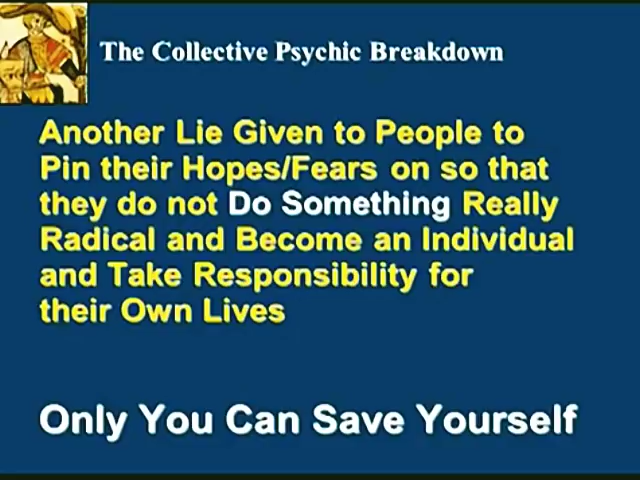 The Collective Psychic Breakdown
Another Lie Given to People to
Pin their Hopes/Fears on so that
they do not Do Something Really
Radical and Become an Individual
and Take Responsibility for
their Own Lives
Only You Can Save Yourself